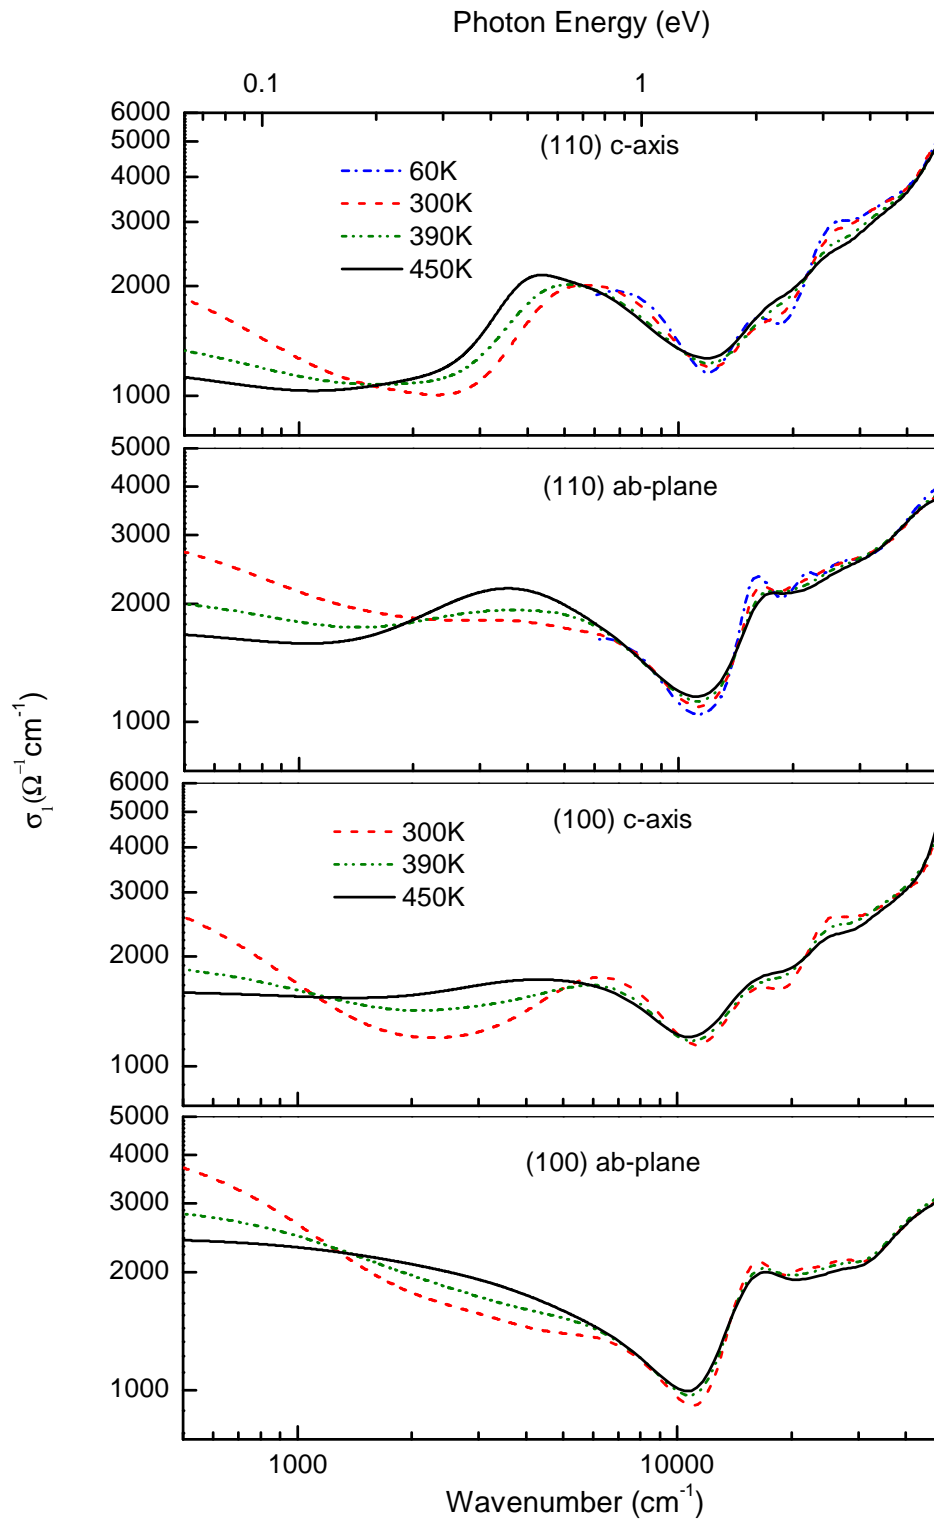 Photon Energy (eV)
0.1 1
6000
5000
4000
3000
2000
1000
(110) c-axis
60K
300K
390K
450K
5000
4000
3000
2000
1000
(110) ab-plane
σ₁(Ω⁻¹cm⁻¹)
6000
5000
4000
3000
2000
1000
(100) c-axis
300K
390K
450K
5000
4000
3000
2000
1000
(100) ab-plane
1000 10000
Wavenumber (cm⁻¹)